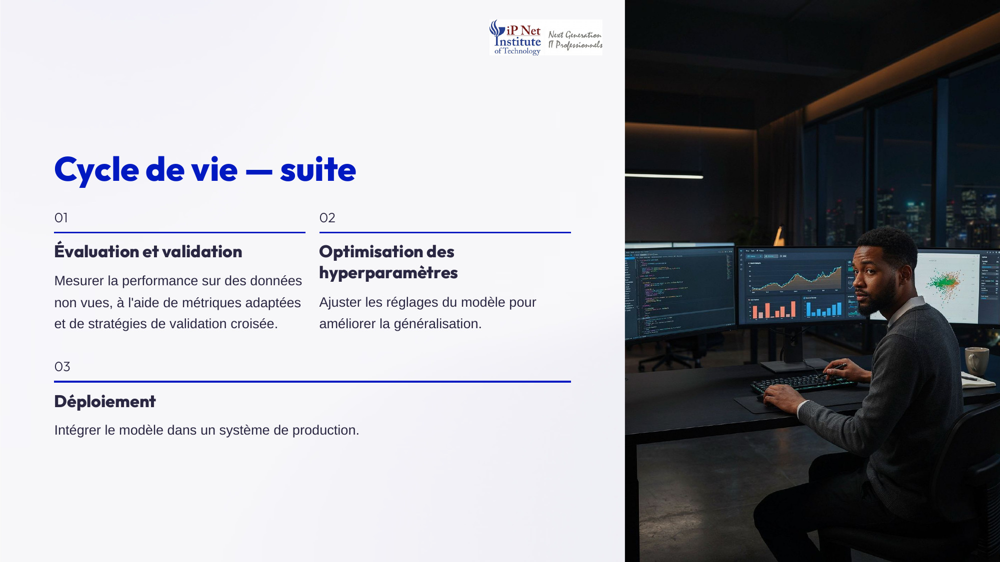 iP Net
Institute
of Technology
Next Generation
IT Professionnels
Cycle de vie — suite
01
Évaluation et validation
Mesurer la performance sur des données
non vues, à l'aide de métriques adaptées
et de stratégies de validation croisée.
02
Optimisation des
hyperparamètres
Ajuster les réglages du modèle pour
améliorer la généralisation.
03
Déploiement
Intégrer le modèle dans un système de production.